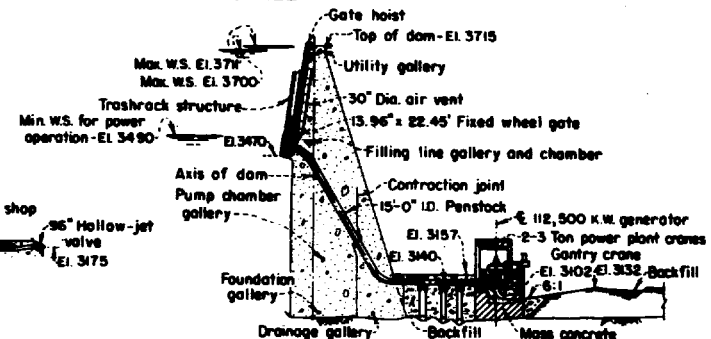 Gate hoist
Top of dam-El. 3715
Max. W.S. El. 3711
Max. W.S. El. 3700
Utility gallery
Trashrack structure
30" Dia. air vent
Min. W.S. for power
operation-El. 3490
13.96' x 22.45' Fixed wheel gate
El. 3470
Filling line gallery and chamber
Axis of dam
Pump chamber
gallery
Contraction joint
15'-0" I.D. Penstock
shop
96" Hollow-jet
valve
El. 3175
℄ 112,500 K.W. generator
2-3 Ton power plant cranes
Gantry crane
El. 3157
El. 3140
El. 3102
El. 3132
Backfill
6:1
Foundation
gallery
Drainage gallery
Backfill
Mass concrete